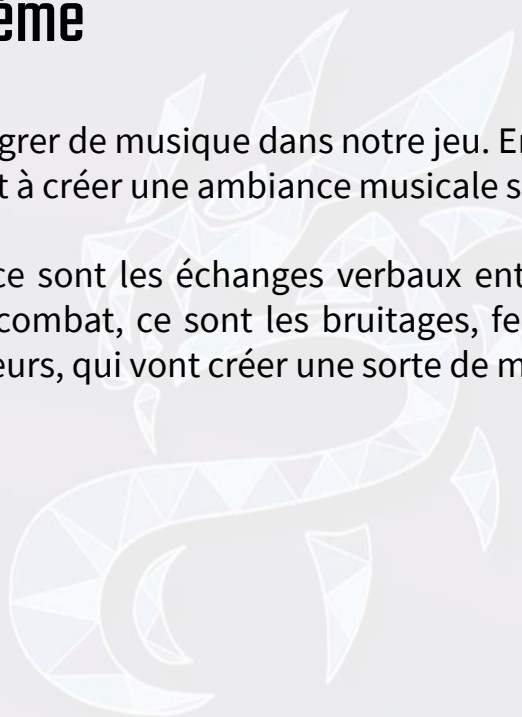 ème
grer de musique dans notre jeu. En
t à créer une ambiance musicale s
ce sont les échanges verbaux ent
combat, ce sont les bruitages, fe
eurs, qui vont créer une sorte de m